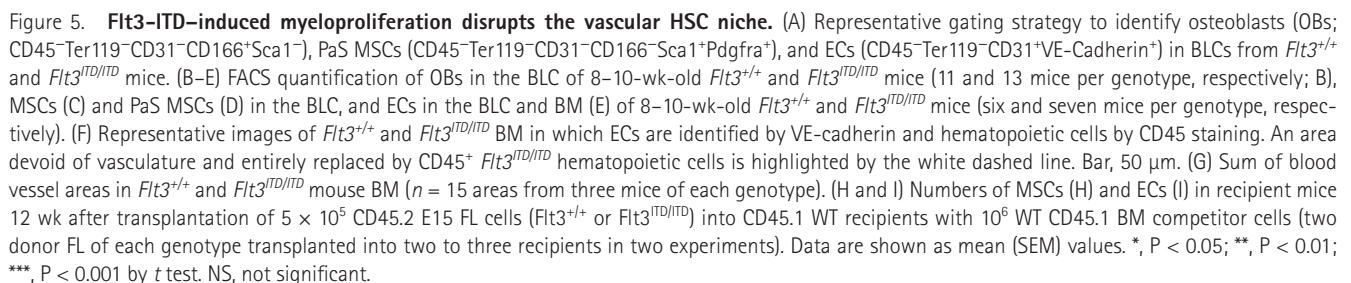 Figure 5. Flt3-ITD–induced myeloproliferation disrupts the vascular HSC niche. (A) Representative gating strategy to identify osteoblasts (OBs;
CD45⁻Ter119⁻CD31⁻CD166⁺Sca1⁻), PaS MSCs (CD45⁻Ter119⁻CD31⁻CD166⁻Sca1⁺Pdgfra⁺), and ECs (CD45⁻Ter119⁻CD31⁺VE-Cadherin⁺) in BLCs from Flt3⁺/⁺
and Flt3ᴵᵀᴰ/ᴵᵀᴰ mice. (B–E) FACS quantification of OBs in the BLC of 8–10-wk-old Flt3⁺/⁺ and Flt3ᴵᵀᴰ/ᴵᵀᴰ mice (11 and 13 mice per genotype, respectively; B),
MSCs (C) and PaS MSCs (D) in the BLC, and ECs in the BLC and BM (E) of 8–10-wk-old Flt3⁺/⁺ and Flt3ᴵᵀᴰ/ᴵᵀᴰ mice (six and seven mice per genotype, respec-
tively). (F) Representative images of Flt3⁺/⁺ and Flt3ᴵᵀᴰ/ᴵᵀᴰ BM in which ECs are identified by VE-cadherin and hematopoietic cells by CD45 staining. An area
devoid of vasculature and entirely replaced by CD45⁺ Flt3ᴵᵀᴰ/ᴵᵀᴰ hematopoietic cells is highlighted by the white dashed line. Bar, 50 µm. (G) Sum of blood
vessel areas in Flt3⁺/⁺ and Flt3ᴵᵀᴰ/ᴵᵀᴰ mouse BM (n = 15 areas from three mice of each genotype). (H and I) Numbers of MSCs (H) and ECs (I) in recipient mice
12 wk after transplantation of 5 × 10⁵ CD45.2 E15 FL cells (Flt3⁺/⁺ or Flt3ᴵᵀᴰ/ᴵᵀᴰ) into CD45.1 WT recipients with 10⁶ WT CD45.1 BM competitor cells (two
donor FL of each genotype transplanted into two to three recipients in two experiments). Data are shown as mean (SEM) values. *, P < 0.05; **, P < 0.01;
***, P < 0.001 by t test. NS, not significant.